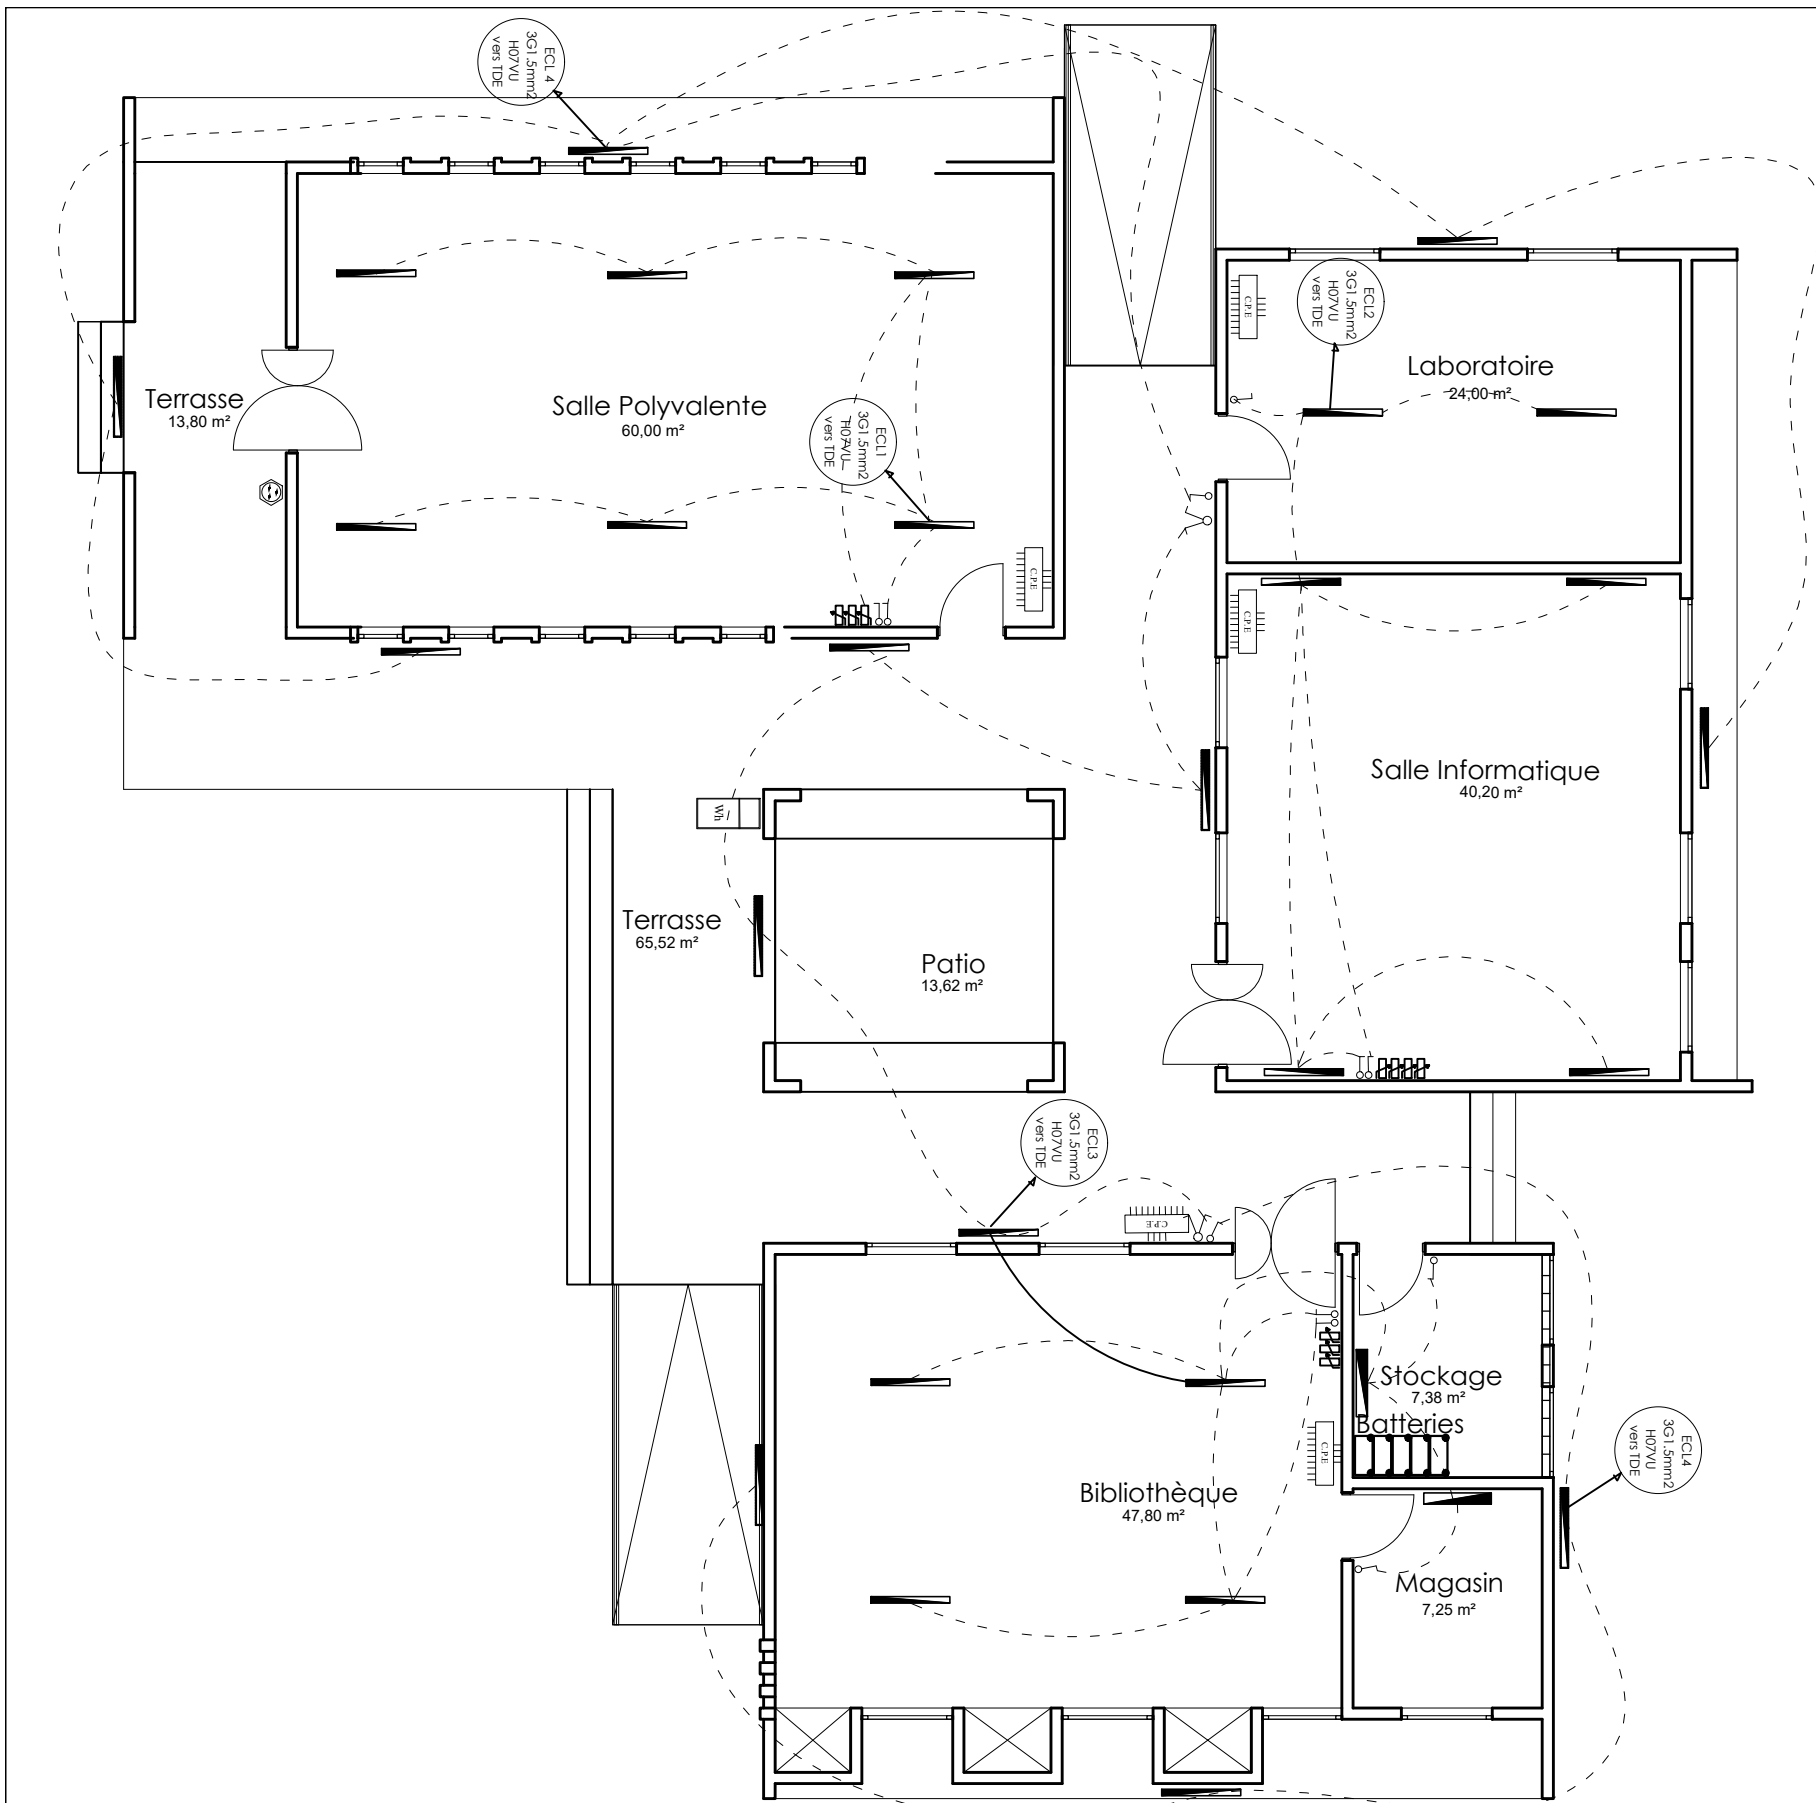 ECL 4
3G1.5mm2
H07VU
vers TDE
ECL2
3G1.5mm2
H07VU
vers TDE
C.P.E
Laboratoire
24,00 m²
Terrasse
13,80 m²
Salle Polyvalente
60,00 m²
ECL1
3G1.5mm2
H07VU
vers TDE
C.P.E
C.P.E
Salle Informatique
40,20 m²
Wh
Terrasse
65,52 m²
Patio
13,62 m²
ECL3
3G1.5mm2
H07VU
vers TDE
C.P.E
Stockage
7,38 m²
Batteries
C.P.E
ECL4
3G1.5mm2
H07VU
vers TDE
Bibliothèque
47,80 m²
Magasin
7,25 m²